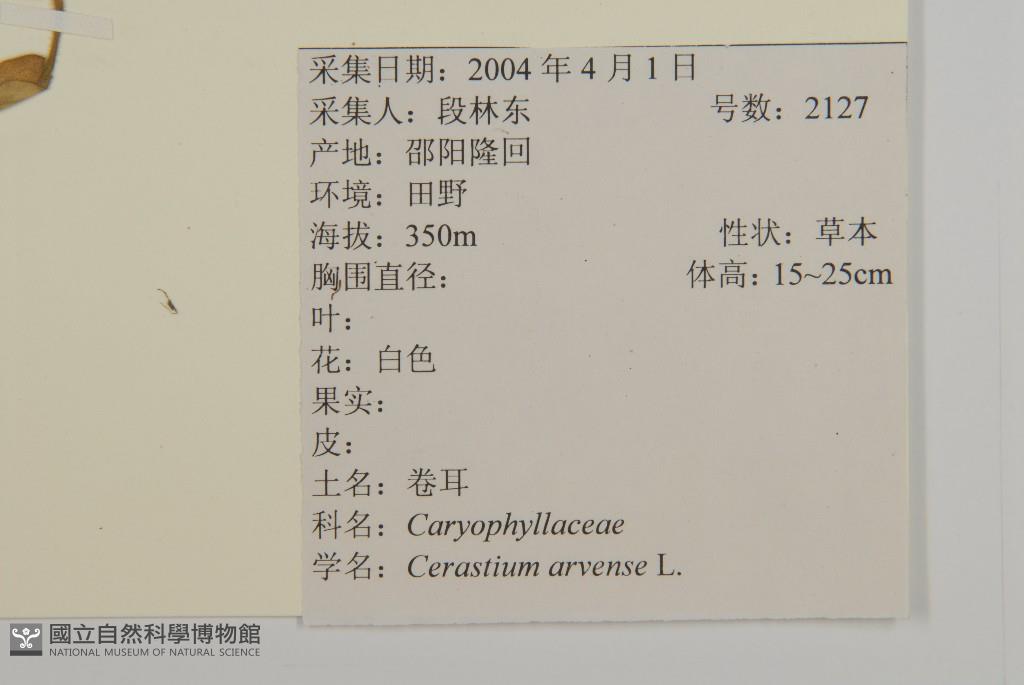 采集日期：2004 年 4 月 1 日
采集人：段林东 号数：2127
产地：邵阳隆回
环境：田野
海拔：350m 性状：草本
胸围直径： 体高：15~25cm
叶：
花：白色
果实：
皮：
土名：卷耳
科名：Caryophyllaceae
学名：Cerastium arvense L.
國立自然科學博物館
NATIONAL MUSEUM OF NATURAL SCIENCE